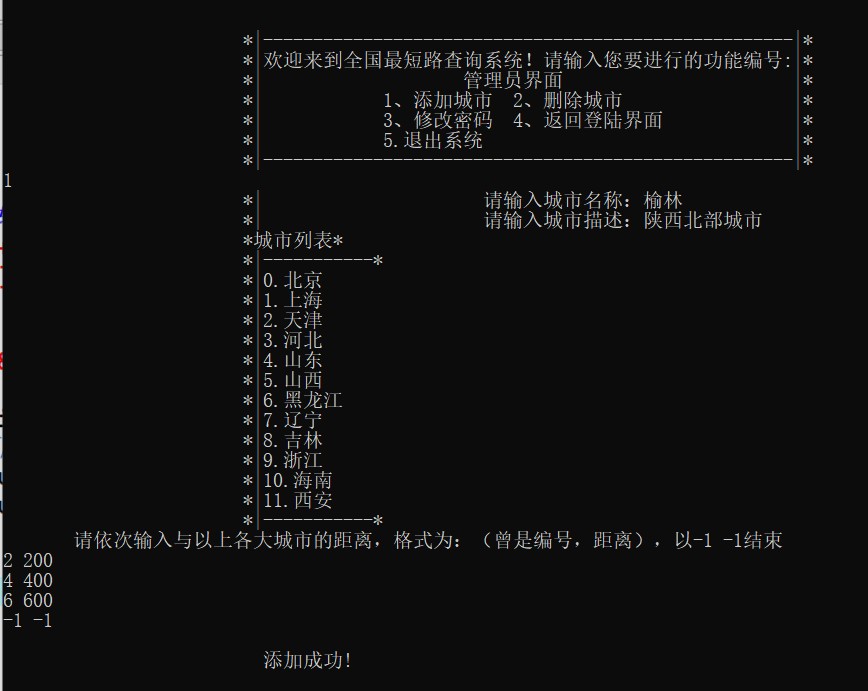 *|-----------------------------------------------------|*
*|欢迎来到全国最短路查询系统！请输入您要进行的功能编号:|*
*| 管理员界面 |*
*| 1、添加城市 2、删除城市 |*
*| 3、修改密码 4、返回登陆界面 |*
*| 5.退出系统 |*
*|-----------------------------------------------------|*
1
*| 请输入城市名称：榆林
*| 请输入城市描述：陕西北部城市
*城市列表*
*|-----------*
*|0.北京
*|1.上海
*|2.天津
*|3.河北
*|4.山东
*|5.山西
*|6.黑龙江
*|7.辽宁
*|8.吉林
*|9.浙江
*|10.海南
*|11.西安
*|-----------*
请依次输入与以上各大城市的距离，格式为：（曾是编号，距离），以-1 -1结束
2 200
4 400
6 600
-1 -1
添加成功!